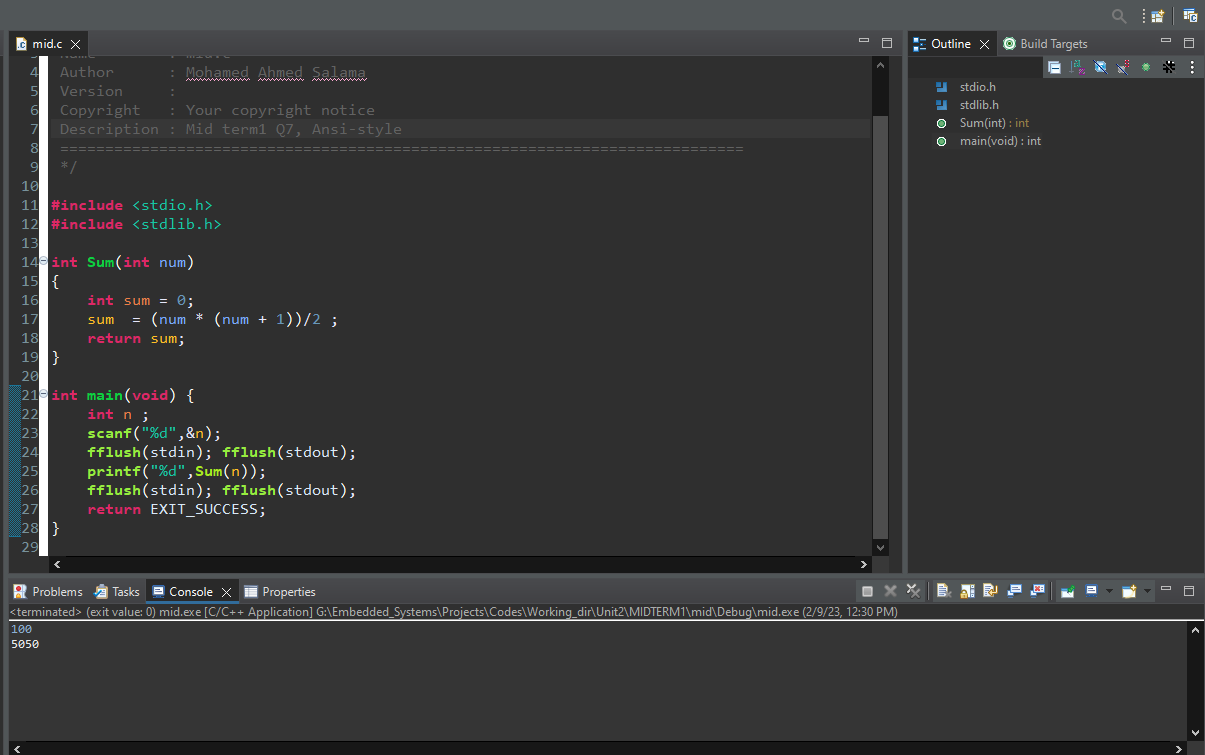 mid.c
Outline
Build Targets
4 Author : Mohamed Ahmed Salama
5 Version :
6 Copyright : Your copyright notice
7 Description : Mid term1 Q7, Ansi-style
8 ============================================================================
9 */
10
11 #include <stdio.h>
12 #include <stdlib.h>
13
14 int Sum(int num)
15 {
16 int sum = 0;
17 sum = (num * (num + 1))/2 ;
18 return sum;
19 }
20
21 int main(void) {
22 int n ;
23 scanf("%d",&n);
24 fflush(stdin); fflush(stdout);
25 printf("%d",Sum(n));
26 fflush(stdin); fflush(stdout);
27 return EXIT_SUCCESS;
28 }
29
stdio.h
stdlib.h
Sum(int) : int
main(void) : int
Problems
Tasks
Console
Properties
<terminated> (exit value: 0) mid.exe [C/C++ Application] G:\Embedded_Systems\Projects\Codes\Working_dir\Unit2\MIDTERM1\mid\Debug\mid.exe (2/9/23, 12:30 PM)
100
5050